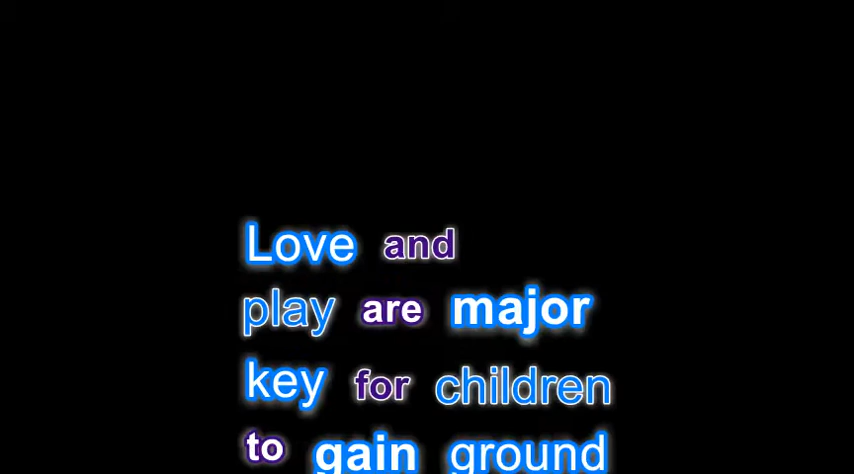 Love and
play are major
key for children
to gain ground